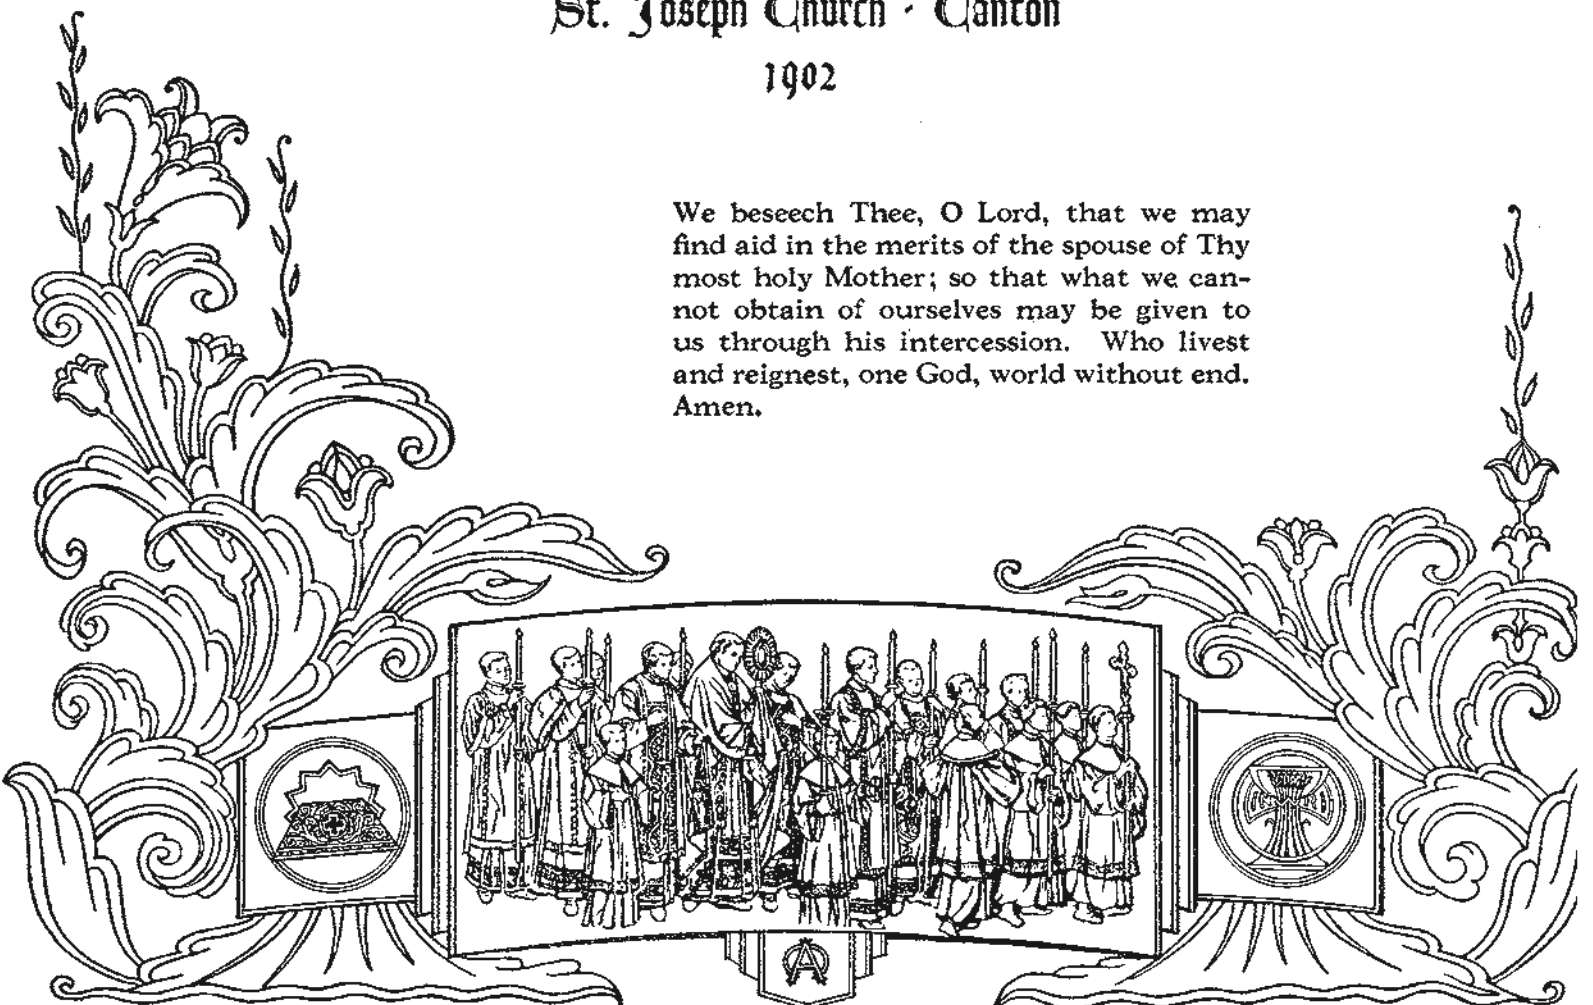 St. Joseph Church - Canton
1902
We beseech Thee, O Lord, that we may
find aid in the merits of the spouse of Thy
most holy Mother; so that what we can-
not obtain of ourselves may be given to
us through his intercession. Who livest
and reignest, one God, world without end.
Amen.